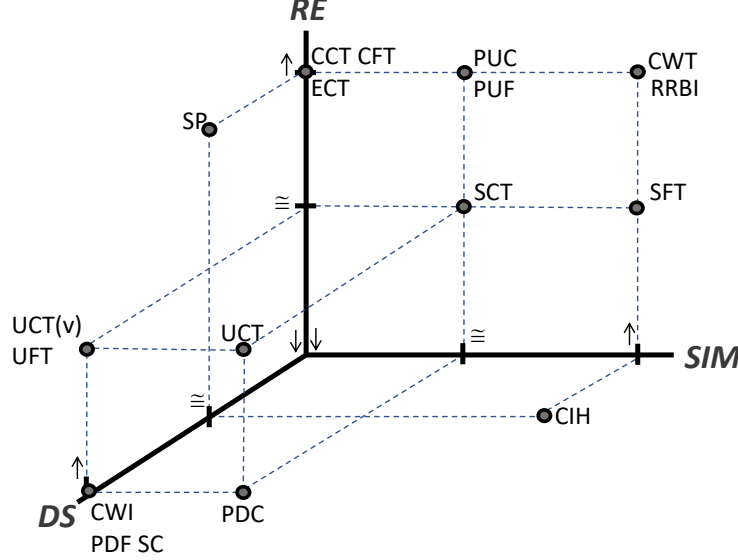 RE
↑ CCT CFT
ECT
PUC
PUF
CWT
RRBI
SP
≅
SCT
SFT
UCT(v)
UFT
UCT
↓↓
≅
↑
SIM
≅
CIH
↑
DS
CWI
PDF SC
PDC